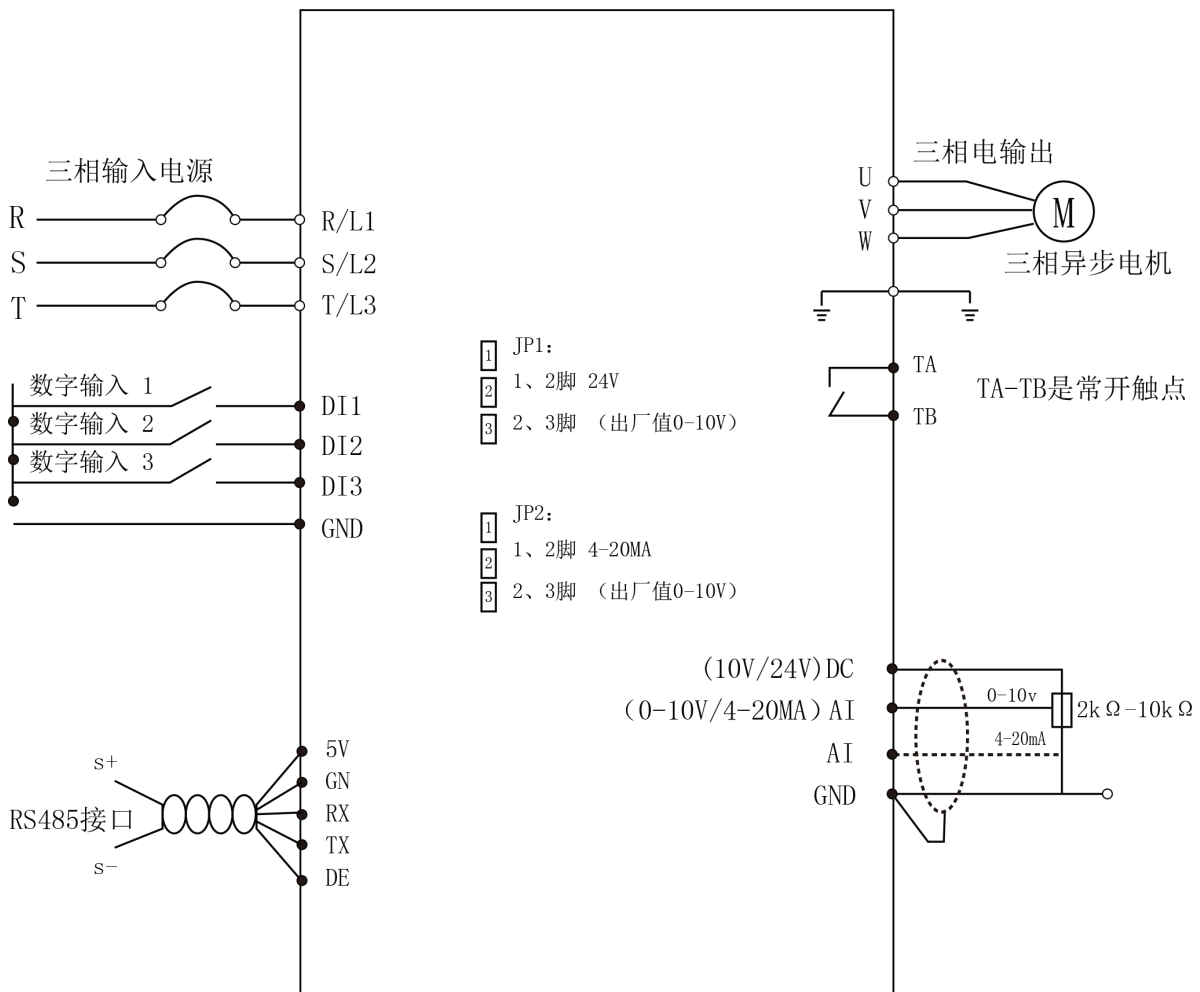 三相输入电源
R
R/L1
S
S/L2
T
T/L3
数字输入 1
DI1
数字输入 2
DI2
数字输入 3
DI3
GND
s+
RS485接口
s-
5V
GN
RX
TX
DE
1
2
3
JP1:
1、2脚 24V
2、3脚 （出厂值0-10V）
1
2
3
JP2:
1、2脚 4-20MA
2、3脚 （出厂值0-10V）
三相电输出
U
V
W
M
三相异步电机
TA
TB
TA-TB是常开触点
(10V/24V)DC
（0-10V/4-20MA）AI
AI
GND
0-10v
4-20mA
2kΩ-10kΩ